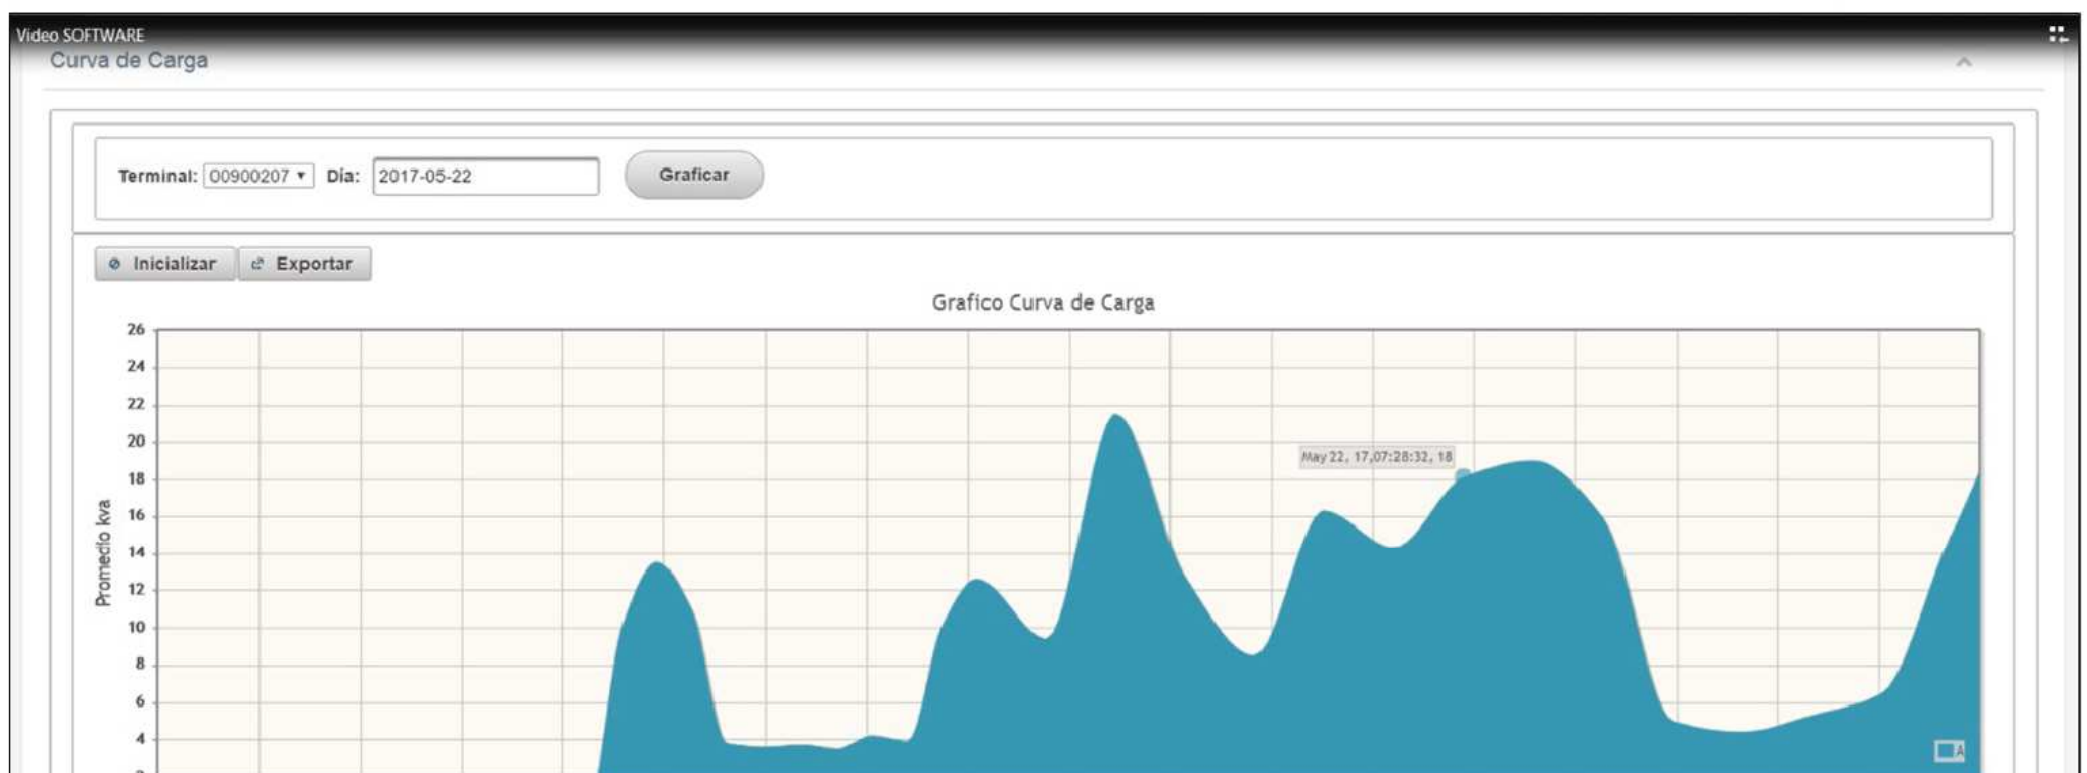 Video SOFTWARE
Curva de Carga
Terminal: 00900207 Día: 2017-05-22 Graficar
Inicializar Exportar
Grafico Curva de Carga
26
24
22
20
May 22, 17,07:28:32, 18
18
16
14
12
10
8
6
4
Promedio kva
A